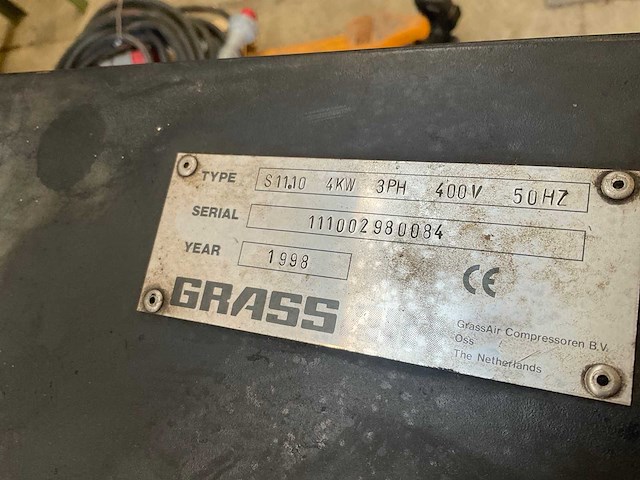 TYPE S11.10 4KW 3PH 400V 50HZ
SERIAL 111002980084
YEAR 1998
CE
GRASS
GrassAir Compressoren B.V.
Oss
The Netherlands